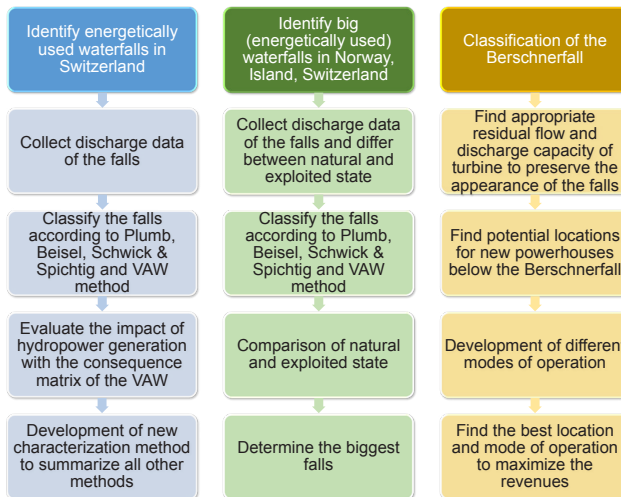 Identify energetically
used waterfalls in
Switzerland
Collect discharge data
of the falls
Classify the falls
according to Plumb,
Beisel, Schwick &
Spichtig and VAW
method
Evaluate the impact of
hydropower generation
with the consequence
matrix of the VAW
Development of new
characterization method
to summarize all other
methods
Identify big
(energetically used)
waterfalls in Norway,
Island, Switzerland
Collect discharge data
of the falls and differ
between natural and
exploited state
Classify the falls
according to Plumb,
Beisel, Schwick &
Spichtig and VAW
method
Comparison of natural
and exploited state
Determine the biggest
falls
Classification of the
Berschnerfall
Find appropriate
residual flow and
discharge capacity of
turbine to preserve the
appearance of the falls
Find potential locations
for new powerhouses
below the Berschnerfall
Development of different
modes of operation
Find the best location
and mode of operation
to maximize the
revenues